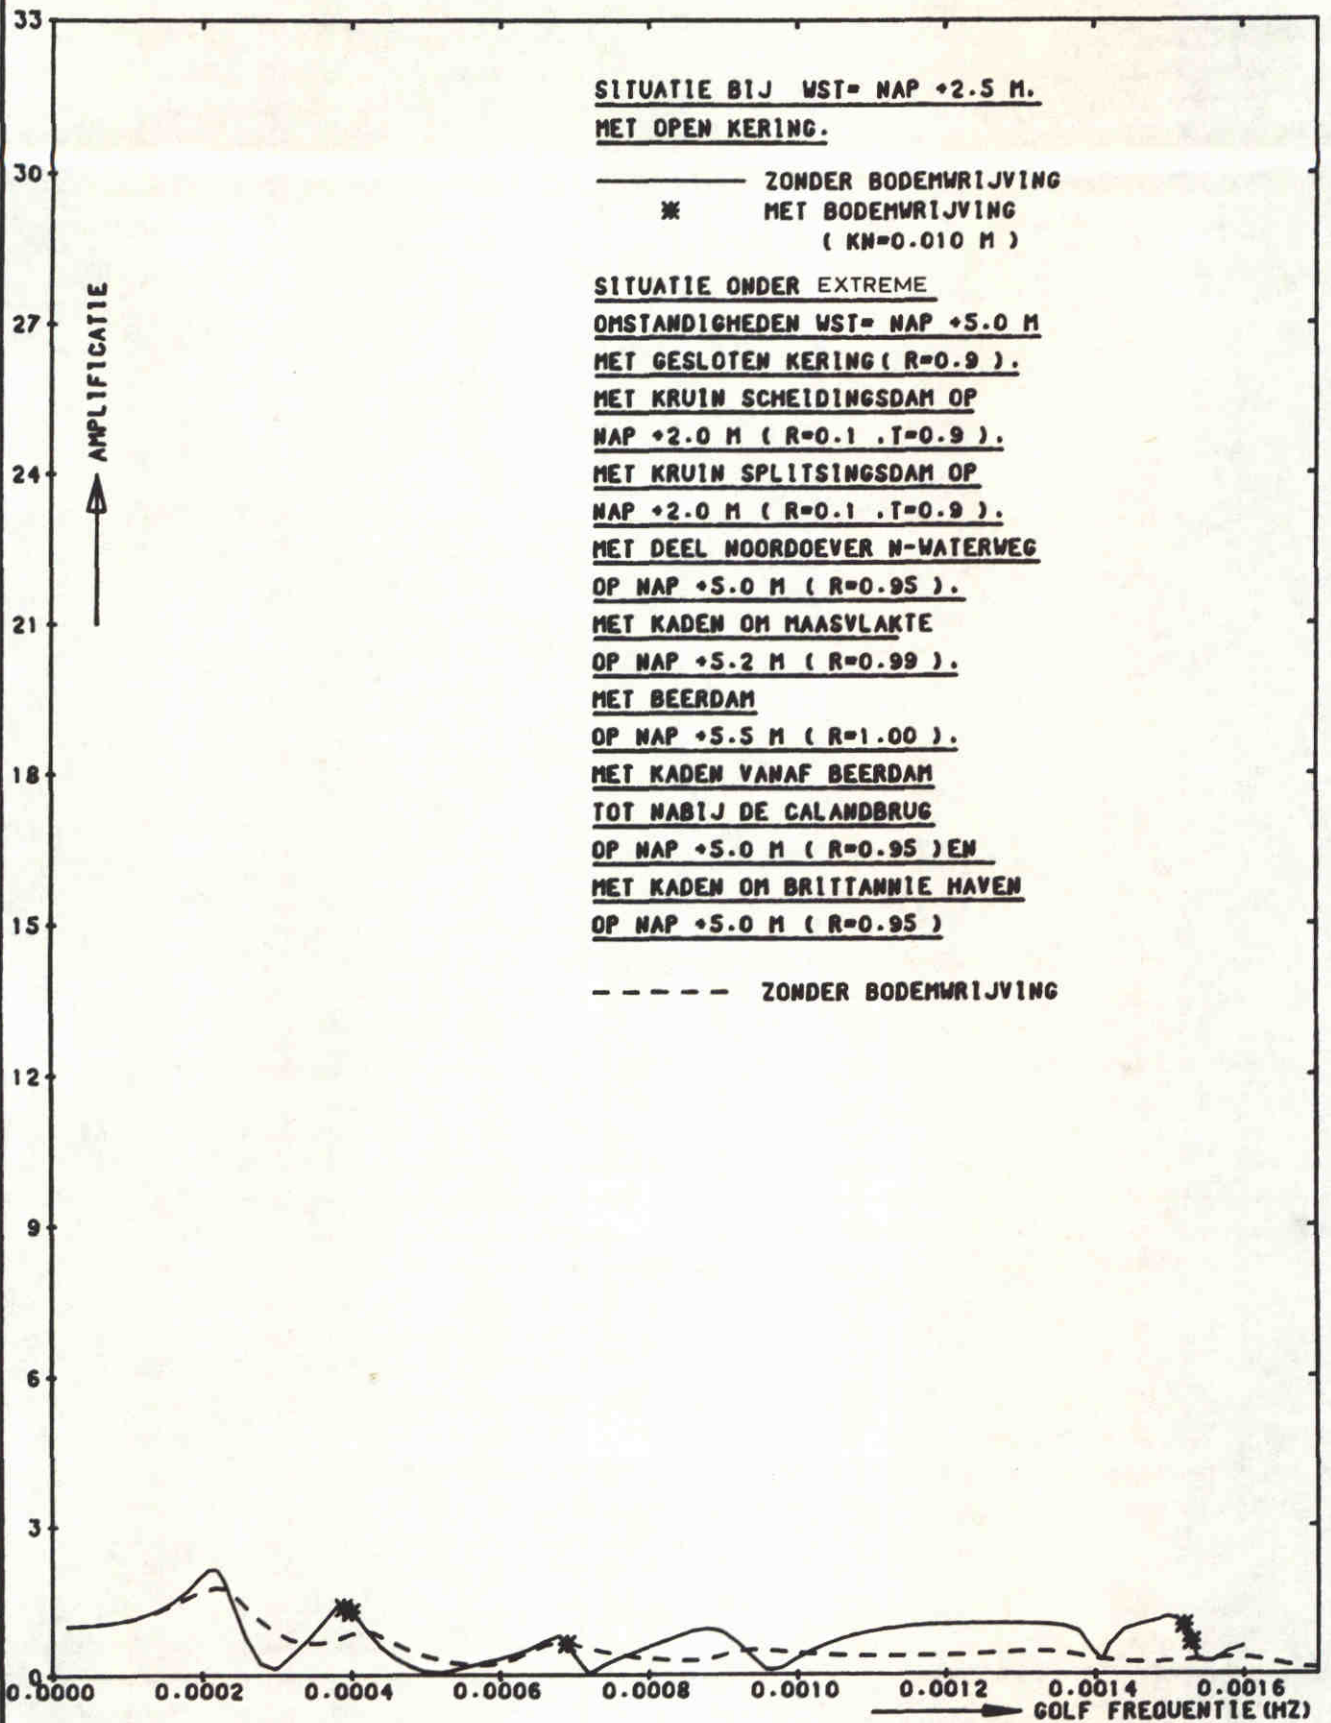 33
30
27
24
21
18
15
12
9
6
3
0
AMPLIFICATIE
SITUATIE BIJ WST= NAP +2.5 M.
MET OPEN KERING.
ZONDER BODEMWRIJVING
* MET BODEMWRIJVING
( KN=0.010 M )
SITUATIE ONDER EXTREME
OMSTANDIGHEDEN WST= NAP +5.0 M
MET GESLOTEN KERING( R=0.9 ).
MET KRUIN SCHEIDINGSDAM OP
NAP +2.0 M ( R=0.1 ,T=0.9 ).
MET KRUIN SPLITSINGSDAM OP
NAP +2.0 M ( R=0.1 ,T=0.9 ).
MET DEEL NOORDOEVER N-WATERWEG
OP NAP +5.0 M ( R=0.95 ).
MET KADEN OM MAASVLAKTE
OP NAP +5.2 M ( R=0.99 ).
MET BEERDAM
OP NAP +5.5 M ( R=1.00 ).
MET KADEN VANAF BEERDAM
TOT NABIJ DE CALANDBRUG
OP NAP +5.0 M ( R=0.95 )EN
MET KADEN OM BRITTANNIE HAVEN
OP NAP +5.0 M ( R=0.95 )
ZONDER BODEMWRIJVING
0.0000 0.0002 0.0004 0.0006 0.0008 0.0010 0.0012 0.0014 0.0016
GOLF FREQUENTIE(HZ)